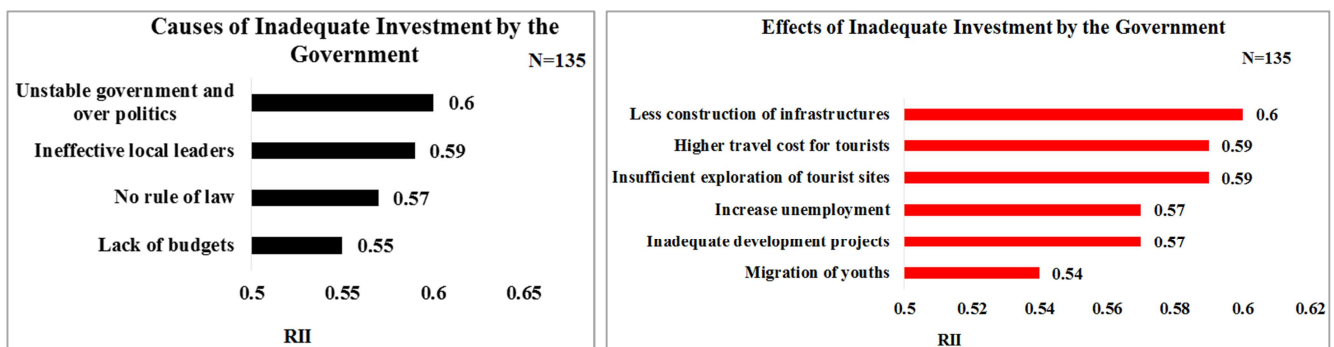 Causes of Inadequate Investment by the
Government
N=135
Unstable government and
over politics
0.6
Ineffective local leaders
0.59
No rule of law
0.57
Lack of budgets
0.55
0.5 0.55 0.6 0.65
RII
Effects of Inadequate Investment by the Government
N=135
Less construction of infrastructures
0.6
Higher travel cost for tourists
0.59
Insufficient exploration of tourist sites
0.59
Increase unemployment
0.57
Inadequate development projects
0.57
Migration of youths
0.54
0.5 0.52 0.54 0.56 0.58 0.6 0.62
RII